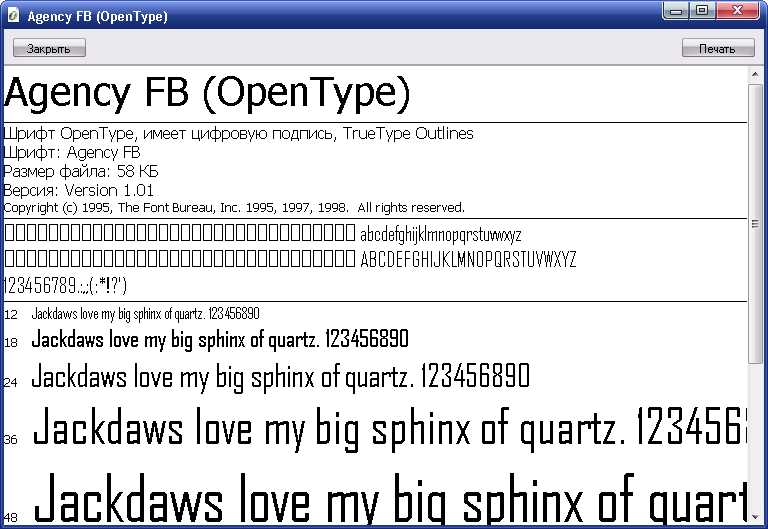 Agency FB (OpenType)
Закрыть
Печать
Agency FB (OpenType)
Шрифт OpenType, имеет цифровую подпись, TrueType Outlines
Шрифт: Agency FB
Размер файла: 58 КБ
Версия: Version 1.01
Copyright (c) 1995, The Font Bureau, Inc. 1995, 1997, 1998. All rights reserved.
abcdefghijklmnopqrstuvwxyz
ABCDEFGHIJKLMNOPQRSTUVWXYZ
123456789.:,;(:*!?')
12 Jackdaws love my big sphinx of quartz. 123456890
18 Jackdaws love my big sphinx of quartz. 123456890
24 Jackdaws love my big sphinx of quartz. 123456890
36 Jackdaws love my big sphinx of quartz. 123456
48 Jackdaws love my big sphinx of quart